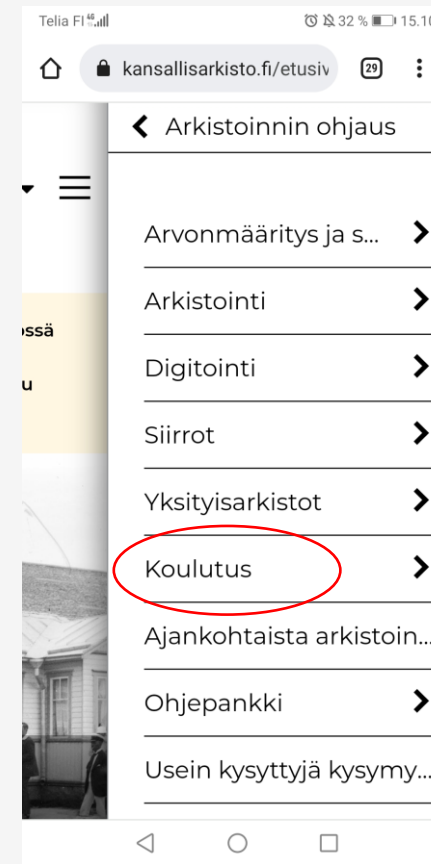 Telia FI 32 % 15.10
kansallisarkisto.fi/etusiv 29
Arkistoinnin ohjaus
Arvonmääritys ja s...
Arkistointi
ssä
Digitointi
u
Siirrot
Yksityisarkistot
Koulutus
Ajankohtaista arkistoin...
Ohjepankki
Usein kysyttyjä kysymy...